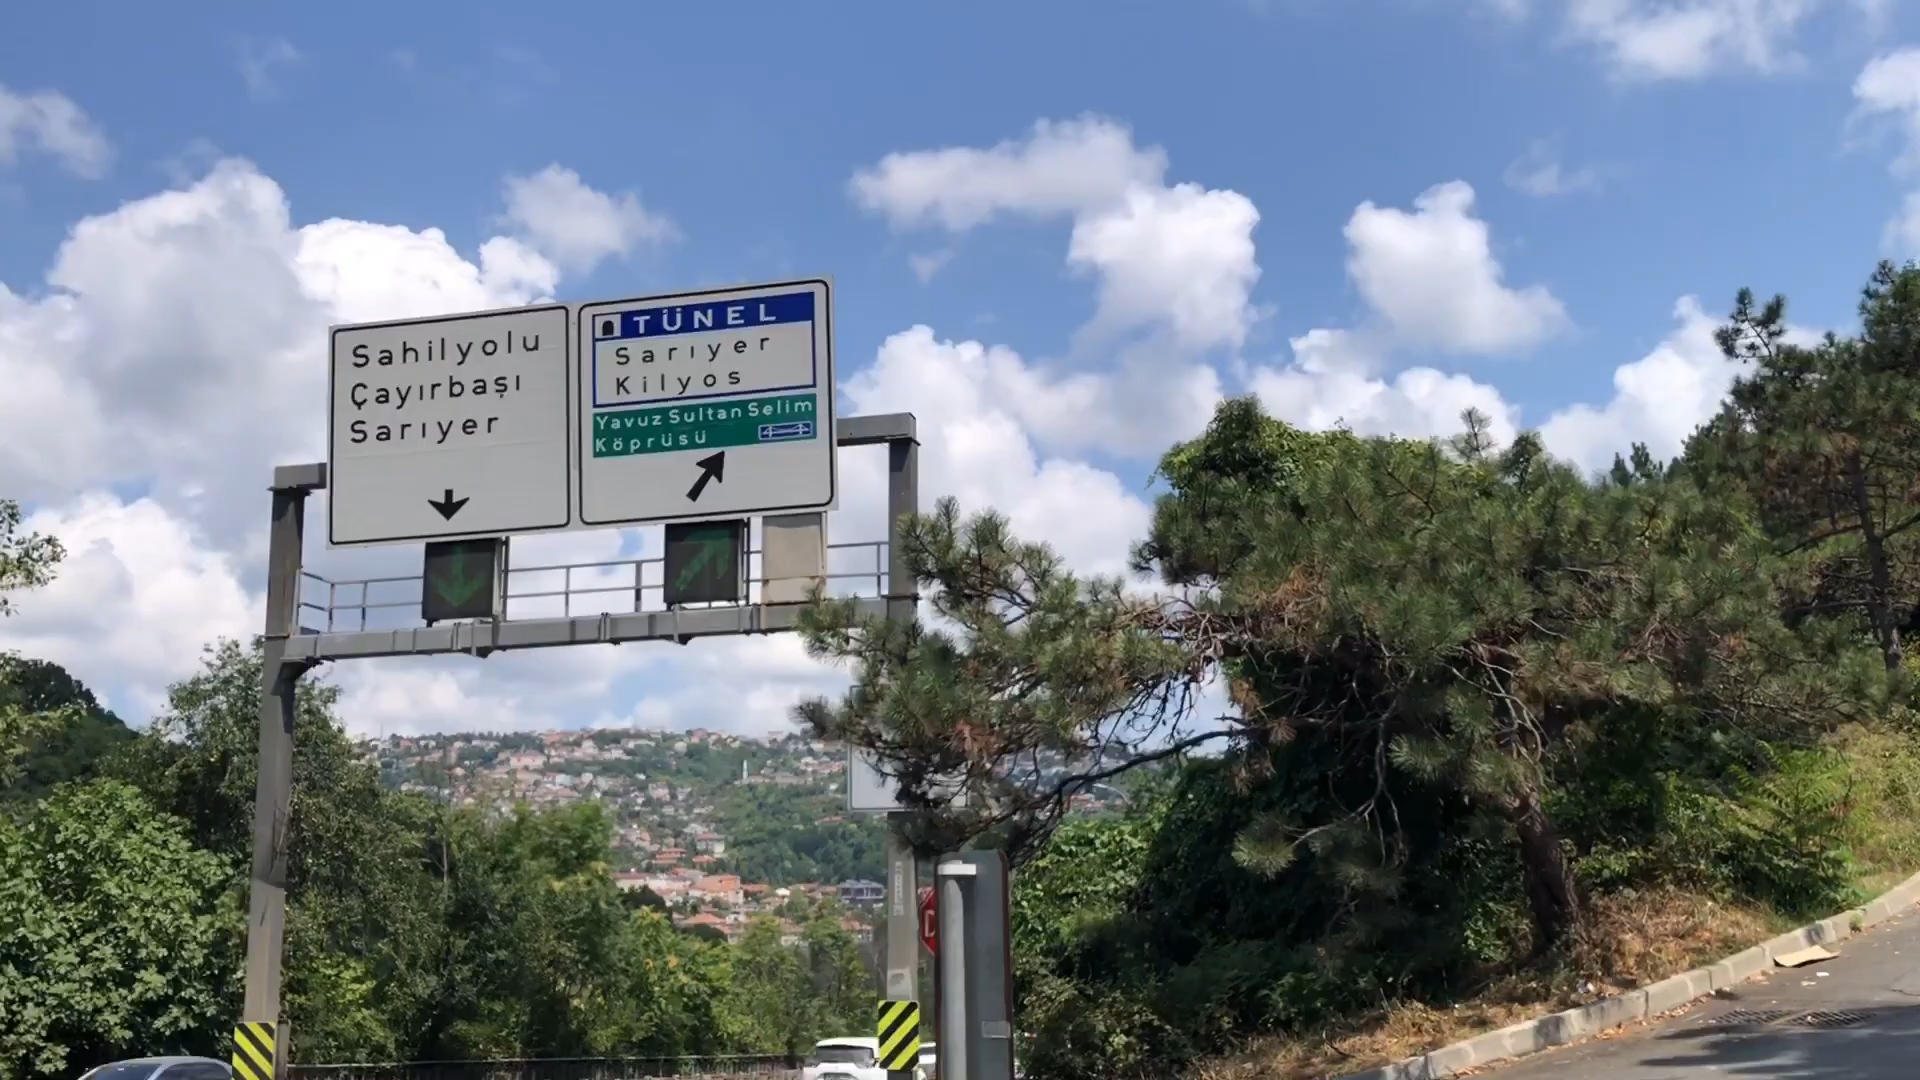 Sahilyolu
Çayırbaşı
Sarıyer
TÜNEL
Sarıyer
Kilyos
Yavuz Sultan Selim
Köprüsü
D